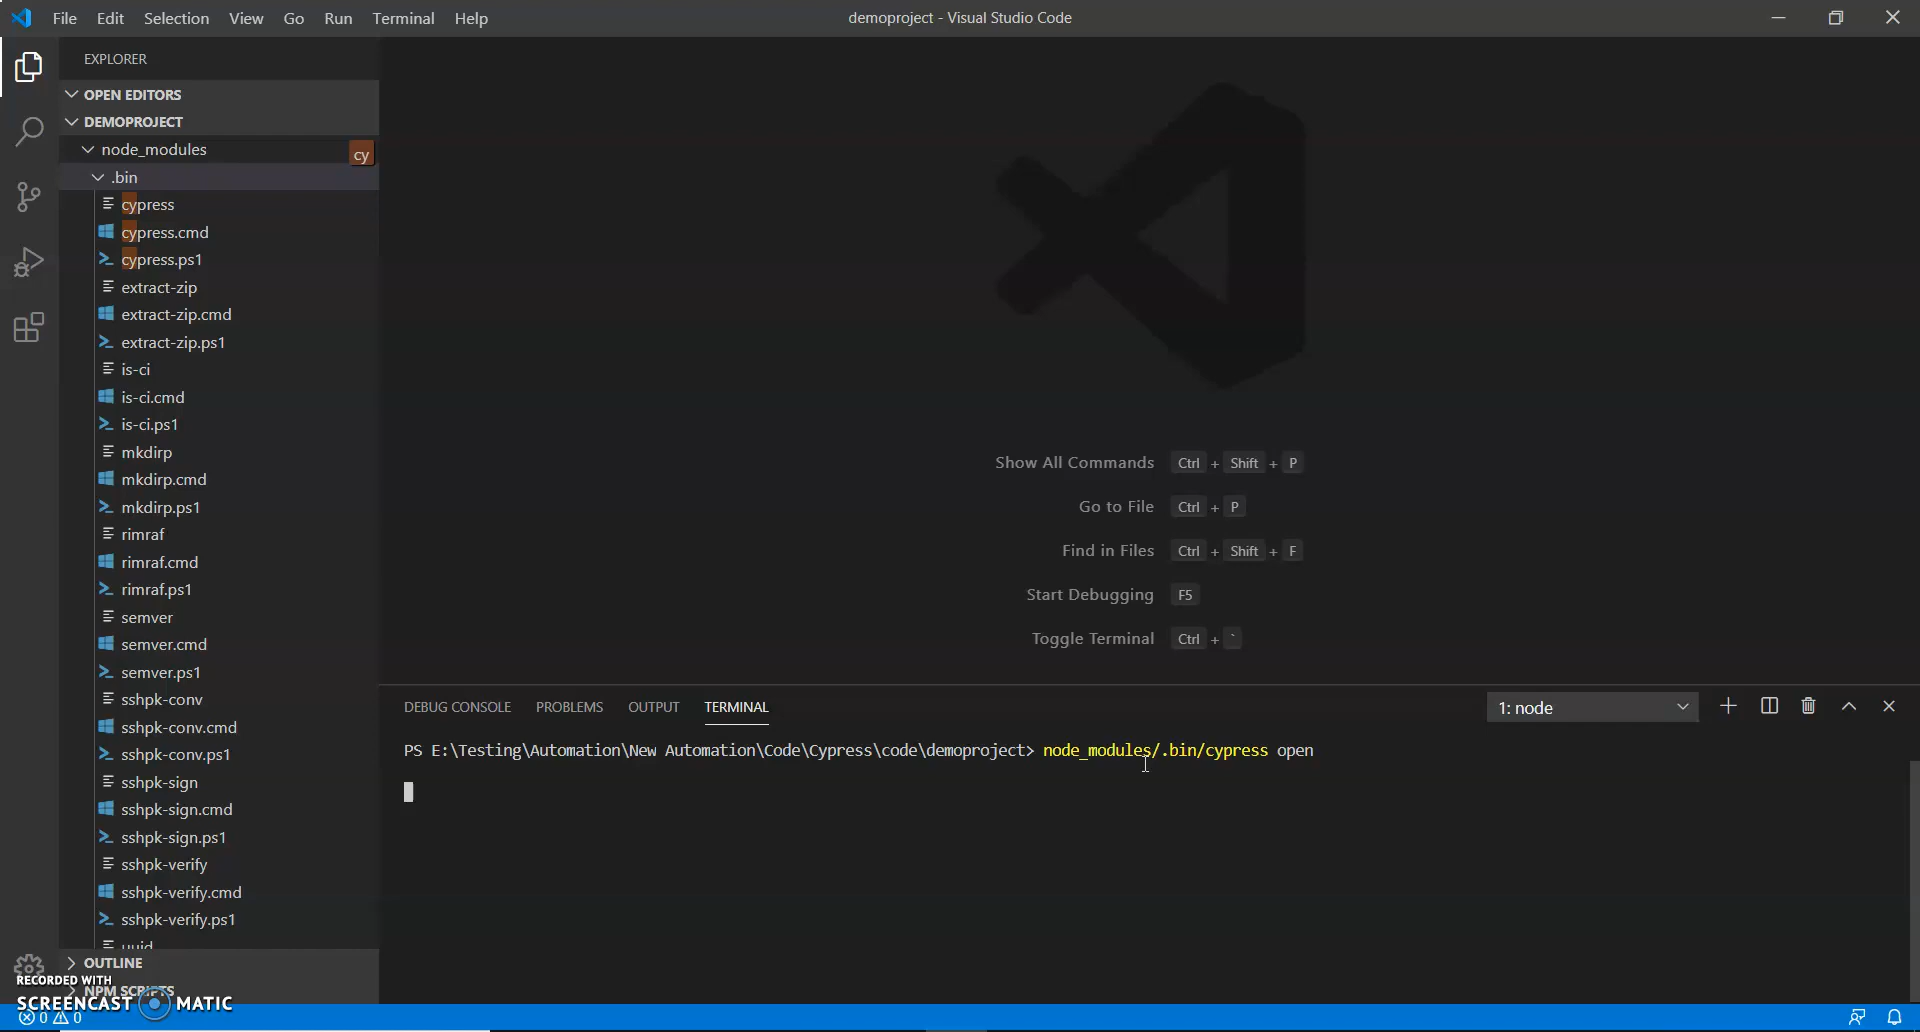 File Edit Selection View Go Run Terminal Help
demoproject - Visual Studio Code
EXPLORER
OPEN EDITORS
DEMOPROJECT
node_modules
cy
.bin
cypress
cypress.cmd
cypress.ps1
extract-zip
extract-zip.cmd
extract-zip.ps1
is-ci
is-ci.cmd
is-ci.ps1
mkdirp
mkdirp.cmd
mkdirp.ps1
rimraf
rimraf.cmd
rimraf.ps1
semver
semver.cmd
semver.ps1
sshpk-conv
sshpk-conv.cmd
sshpk-conv.ps1
sshpk-sign
sshpk-sign.cmd
sshpk-sign.ps1
sshpk-verify
sshpk-verify.cmd
sshpk-verify.ps1
uuid
OUTLINE
NPM SCRIPTS
RECORDED WITH
SCREENCAST MATIC
0 0
Show All Commands Ctrl + Shift + P
Go to File Ctrl + P
Find in Files Ctrl + Shift + F
Start Debugging F5
Toggle Terminal Ctrl + `
DEBUG CONSOLE PROBLEMS OUTPUT TERMINAL
1: node
PS E:\Testing\Automation\New Automation\Code\Cypress\code\demoproject> node_modules/.bin/cypress open